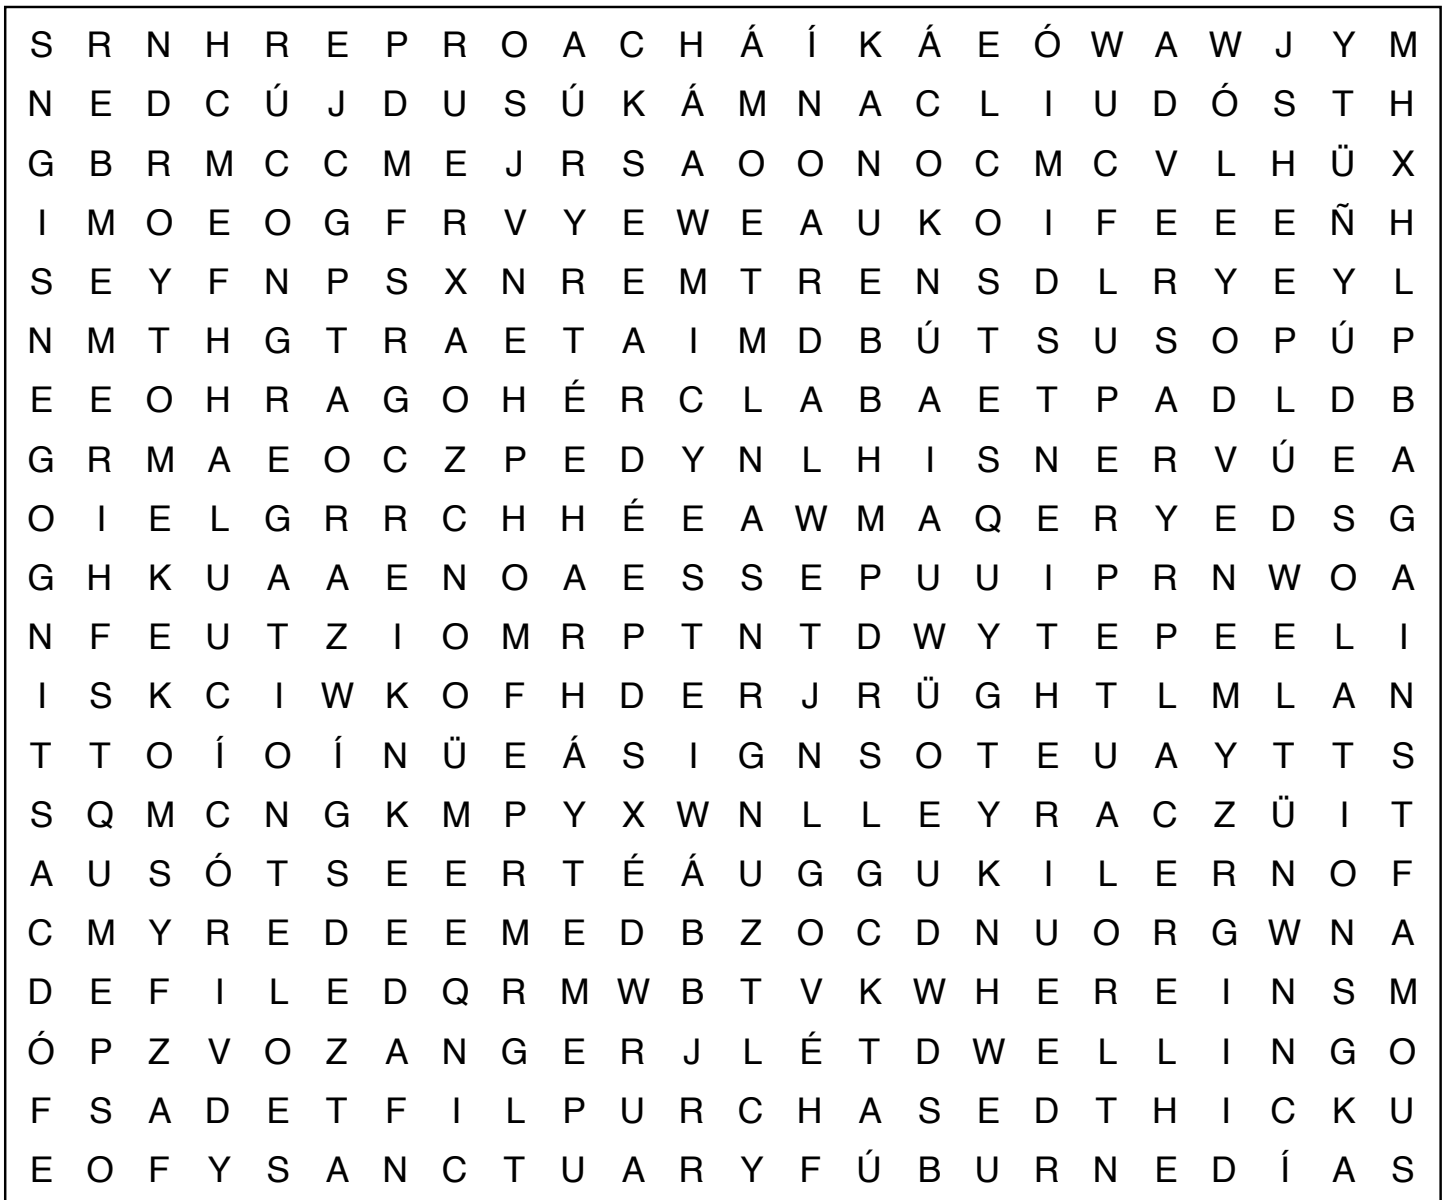 S R N H R E P R O A C H Á Í K Á E Ó W A W J Y M
N E D C Ú J D U S Ú K Á M N A C L I U D Ó S T H
G B R M C C M E J R S A O O N O C M C V L H Ü X
I M O E O G F R V Y E W E A U K O I F E E E Ñ H
S E Y F N P S X N R E M T R E N S D L R Y E Y L
N M T H G T R A E T A I M D B Ú T S U S O P Ú P
E E O H R A G O H É R C L A B A E T P A D L D B
G R M A E O C Z P E D Y N L H I S N E R V Ú E A
O I E L G R R C H H É E A W M A Q E R Y E D S G
G H K U A A E N O A E S S E P U U I P R N W O A
N F E U T Z I O M R P T N T D W Y T E P E E L I
I S K C I W K O F H D E R J R Ü G H T L M L A N
T T O Í O Í N Ü E Á S I G N S O T E U A Y T T S
S Q M C N G K M P Y X W N L L E Y R A C Z Ü I T
A U S Ó T S E E R T É Á U G G U K I L E R N O F
C M Y R E D E E M E D B Z O C D N U O R G W N A
D E F I L E D Q R M W B T V K W H E R E I N S M
Ó P Z V O Z A N G E R J L É T D W E L L I N G O
F S A D E T F I L P U R C H A S E D T H I C K U
E O F Y S A N C T U A R Y F Ú B U R N E D Í A S